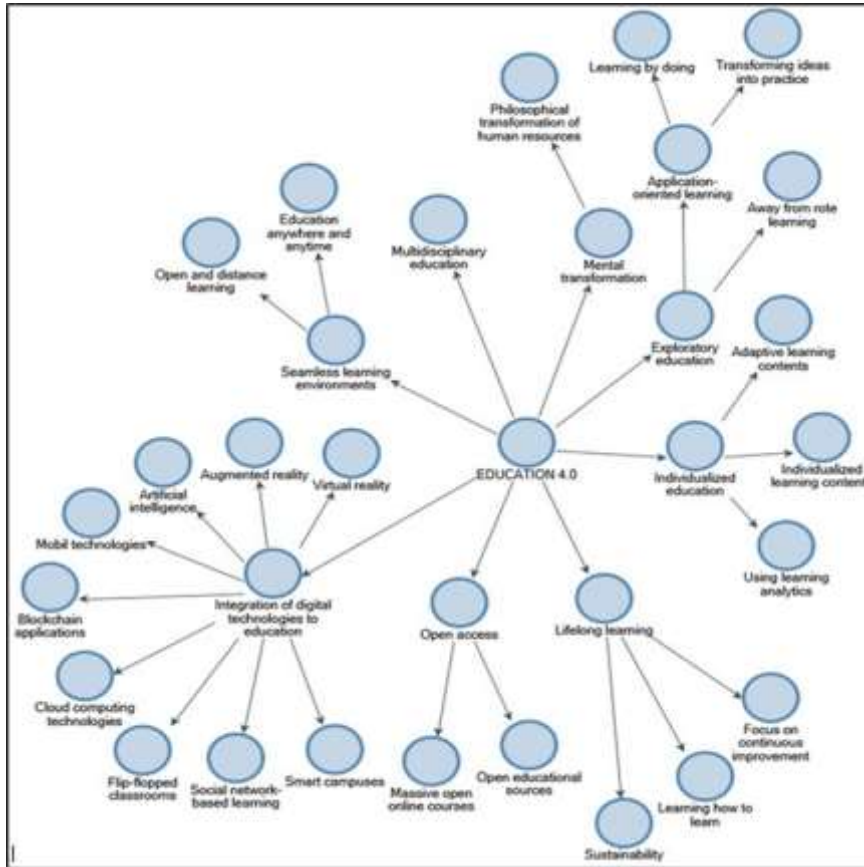 Learning by doing
Transforming ideas
into practice
Philosophical
transformation of
human resources
Application-
oriented learning
Away from rote
learning
Education
anywhere and
anytime
Multidisciplinary
education
Mental
transformation
Open and distance
learning
Exploratory
education
Adaptive learning
contents
Seamless learning
environments
EDUCATION 4.0
Individualized
education
Individualized
learning content
Augmented reality
Virtual reality
Artificial
intelligence
Mobil technologies
Using learning
analytics
Blockchain
applications
Integration of digital
technologies to
education
Open access
Lifelong learning
Cloud computing
technologies
Focus on
continuous
improvement
Flip-flopped
classrooms
Social network-
based learning
Smart campuses
Massive open
online courses
Open educational
sources
Learning how to
learn
Sustainability